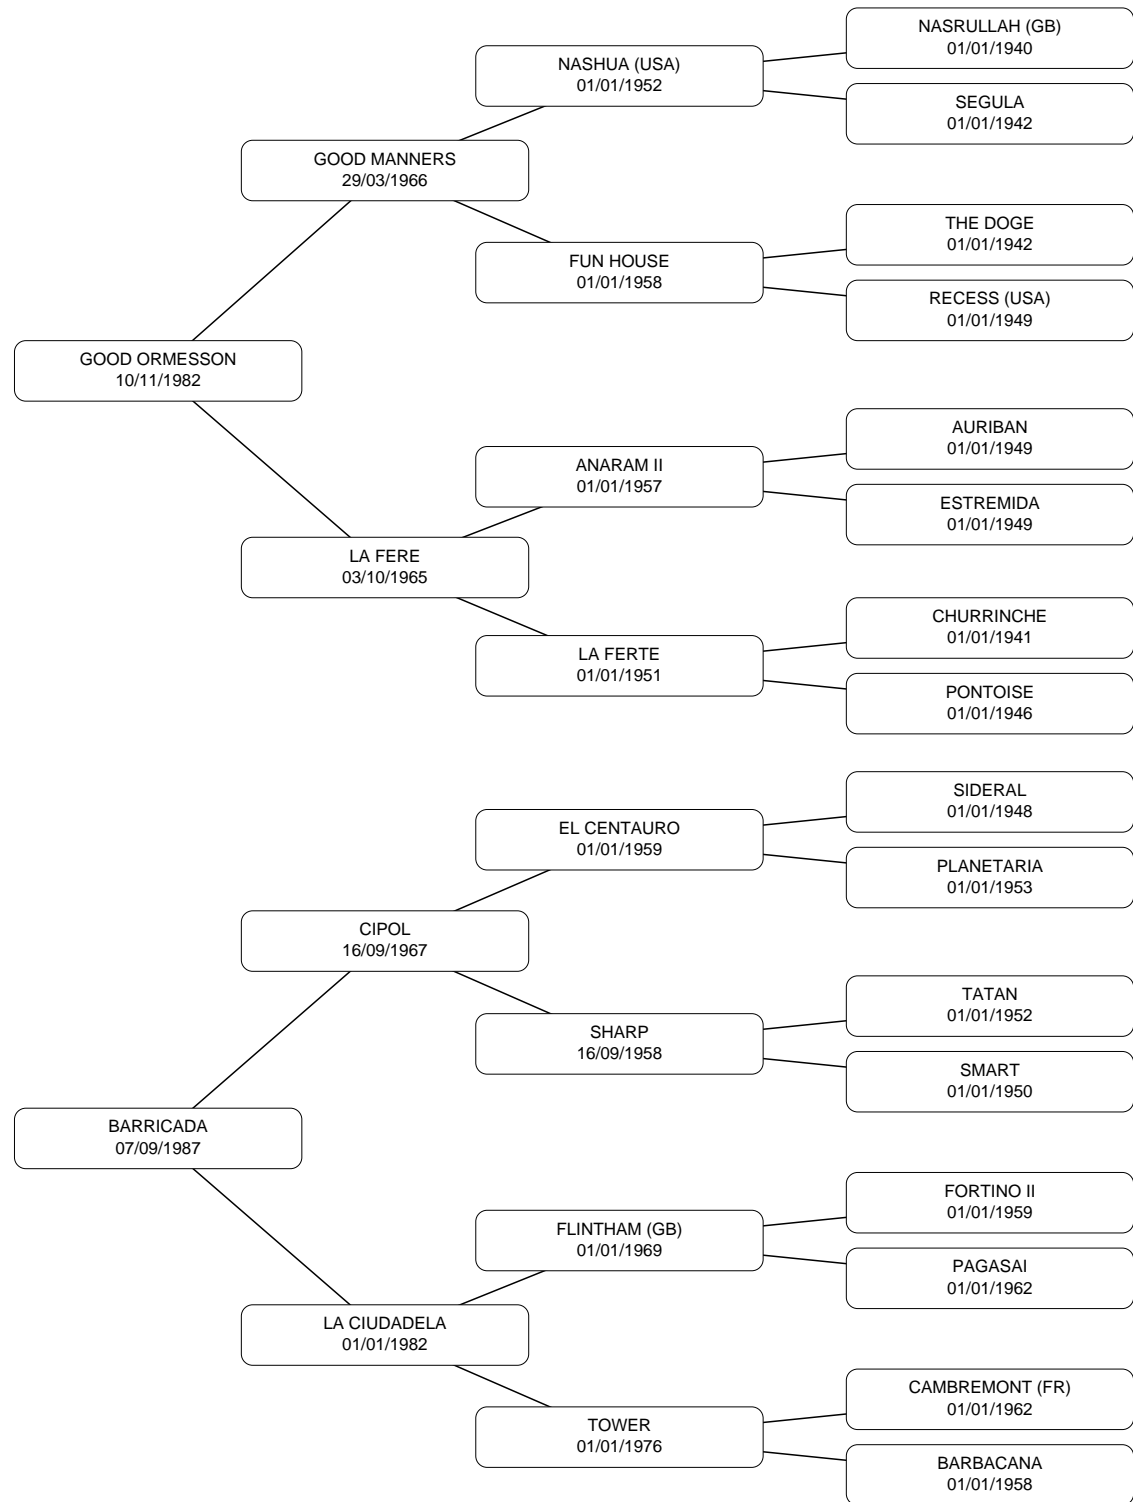 NASRULLAH (GB)
01/01/1940
NASHUA (USA)
01/01/1952
SEGULA
01/01/1942
GOOD MANNERS
29/03/1966
THE DOGE
01/01/1942
FUN HOUSE
01/01/1958
RECESS (USA)
01/01/1949
GOOD ORMESSON
10/11/1982
AURIBAN
01/01/1949
ANARAM II
01/01/1957
ESTREMIDA
01/01/1949
LA FERE
03/10/1965
CHURRINCHE
01/01/1941
LA FERTE
01/01/1951
PONTOISE
01/01/1946
SIDERAL
01/01/1948
EL CENTAURO
01/01/1959
PLANETARIA
01/01/1953
CIPOL
16/09/1967
TATAN
01/01/1952
SHARP
16/09/1958
SMART
01/01/1950
BARRICADA
07/09/1987
FORTINO II
01/01/1959
FLINTHAM (GB)
01/01/1969
PAGASAI
01/01/1962
LA CIUDADELA
01/01/1982
CAMBREMONT (FR)
01/01/1962
TOWER
01/01/1976
BARBACANA
01/01/1958